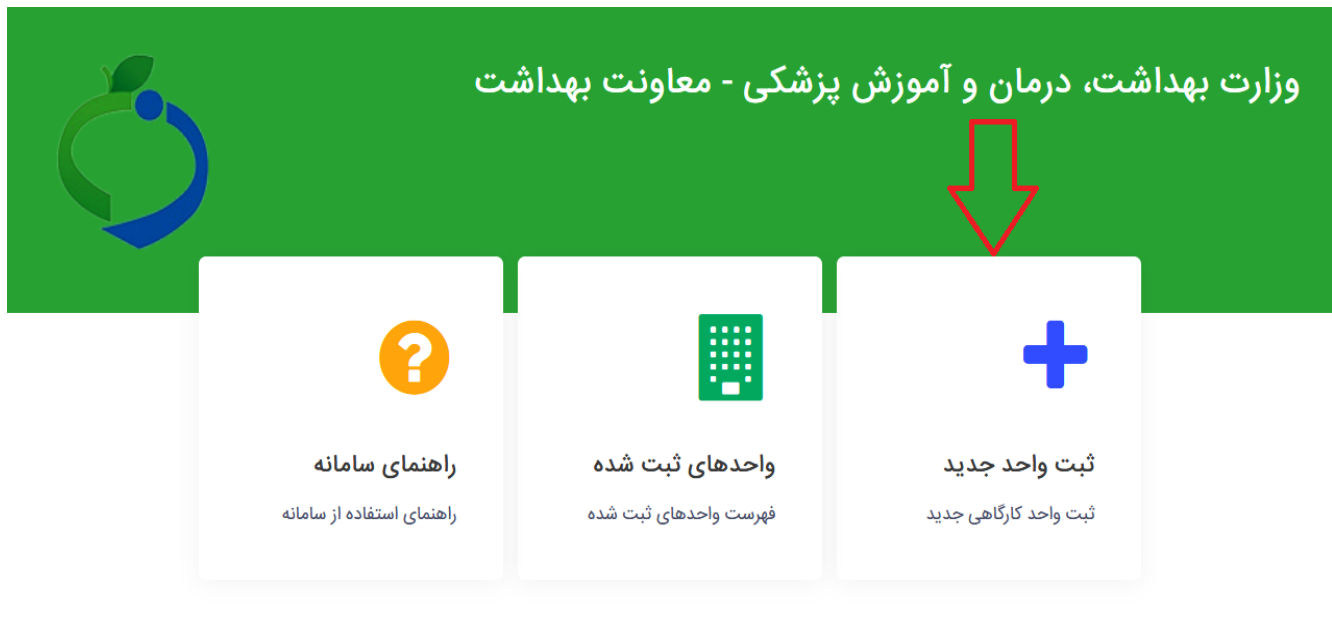 وزارت بهداشت، درمان و آموزش پزشکی - معاونت بهداشت
ثبت واحد جدید
ثبت واحد کارگاهی جدید
واحدهای ثبت شده
فهرست واحدهای ثبت شده
راهنمای سامانه
راهنمای استفاده از سامانه